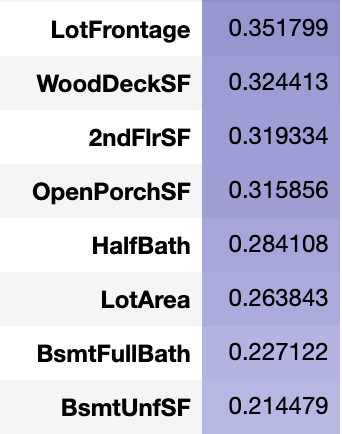 LotFrontage 0.351799
WoodDeckSF 0.324413
2ndFlrSF 0.319334
OpenPorchSF 0.315856
HalfBath 0.284108
LotArea 0.263843
BsmtFullBath 0.227122
BsmtUnfSF 0.214479